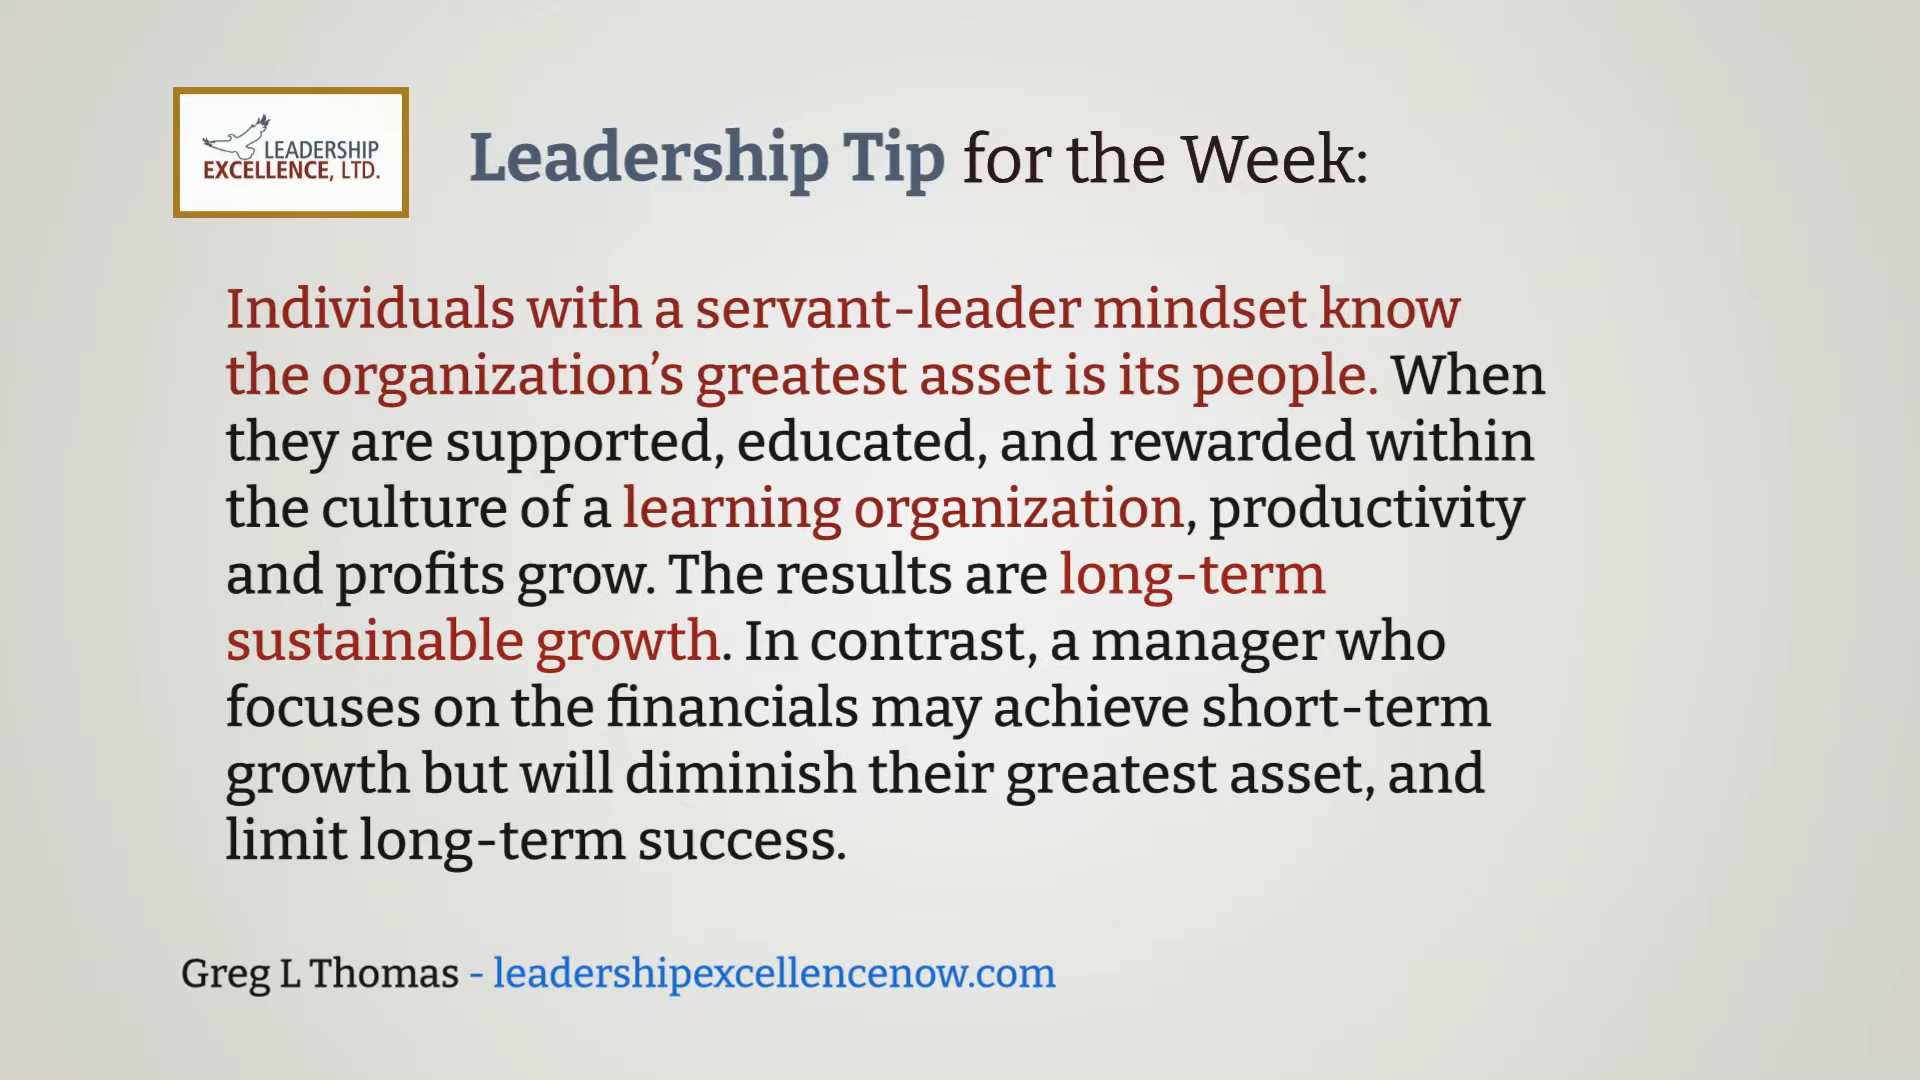 LEADERSHIP
EXCELLENCE, LTD.
Leadership Tip for the Week:
Individuals with a servant-leader mindset know
the organization’s greatest asset is its people. When
they are supported, educated, and rewarded within
the culture of a learning organization, productivity
and profits grow. The results are long-term
sustainable growth. In contrast, a manager who
focuses on the financials may achieve short-term
growth but will diminish their greatest asset, and
limit long-term success.
Greg L Thomas - leadershipexcellencenow.com